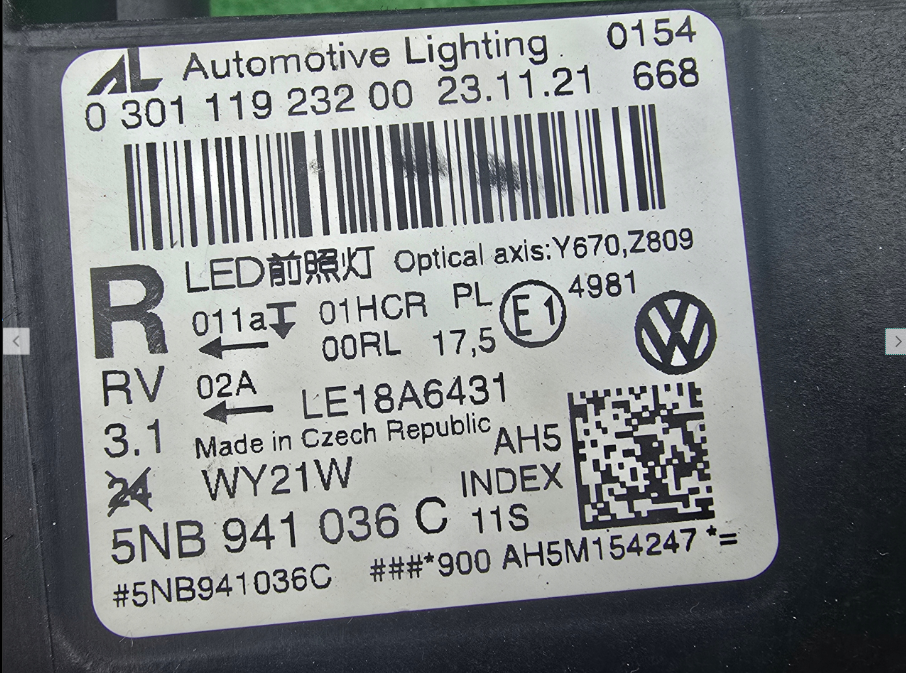 AL Automotive Lighting 0154
0 301 119 232 00 23.11.21 668
LED前照灯 Optical axis:Y670,Z809
R 011a 01HCR PL E1 4981
00RL 17,5
RV 02A LE18A6431
3.1 Made in Czech Republic AH5
24 WY21W INDEX
5NB 941 036 C 11S
#5NB941036C ###*900 AH5M154247 *=